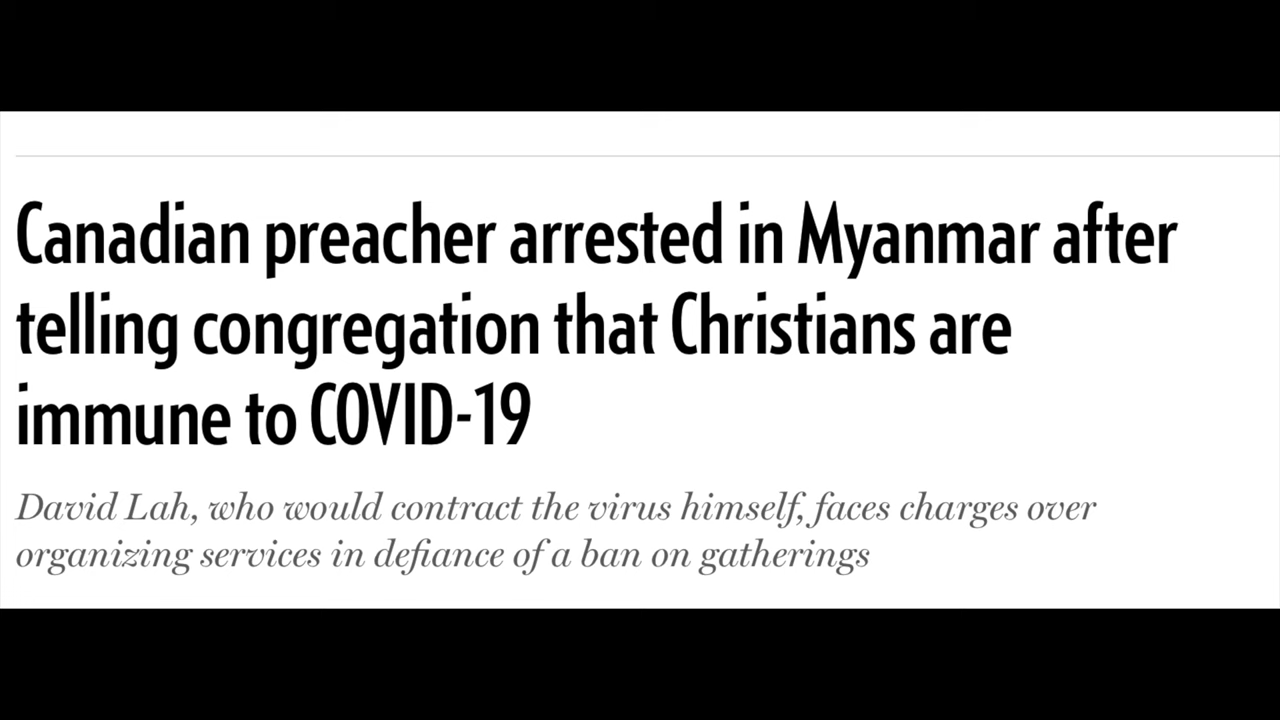 Canadian preacher arrested in Myanmar after
telling congregation that Christians are
immune to COVID-19
David Lah, who would contract the virus himself, faces charges over
organizing services in defiance of a ban on gatherings